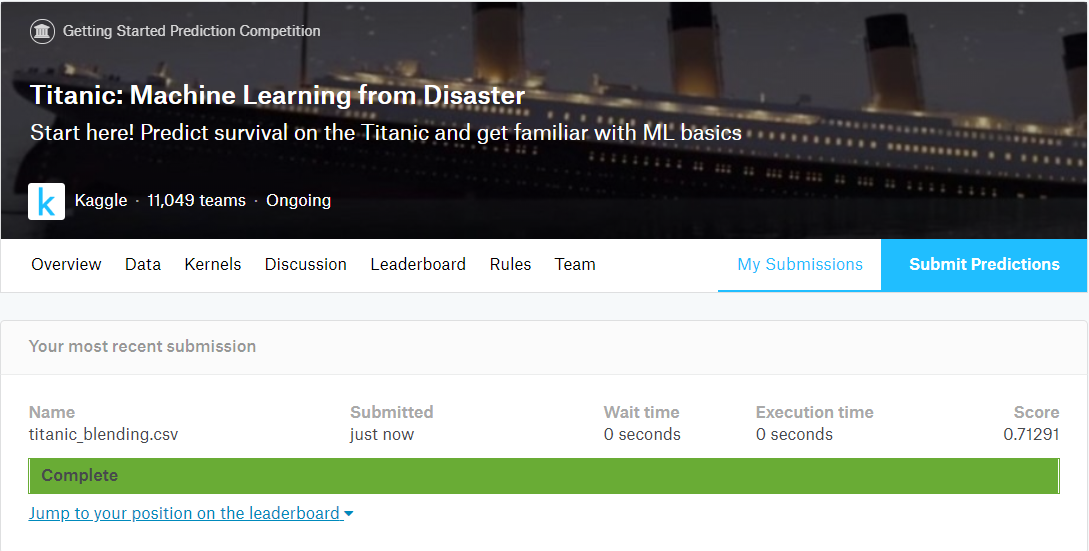 Getting Started Prediction Competition
Titanic: Machine Learning from Disaster
Start here! Predict survival on the Titanic and get familiar with ML basics
k Kaggle · 11,049 teams · Ongoing
Overview Data Kernels Discussion Leaderboard Rules Team My Submissions Submit Predictions
Your most recent submission
Name Submitted Wait time Execution time Score
titanic_blending.csv just now 0 seconds 0 seconds 0.71291
Complete
Jump to your position on the leaderboard